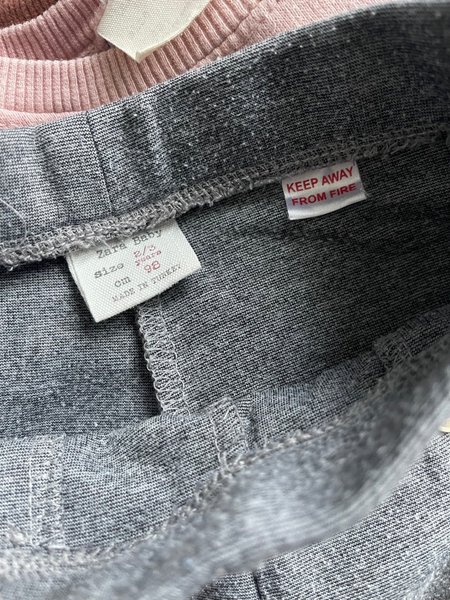 Zara Baby
size 2/3 years
cm 98
MADE IN TURKEY
KEEP AWAY
FROM FIRE